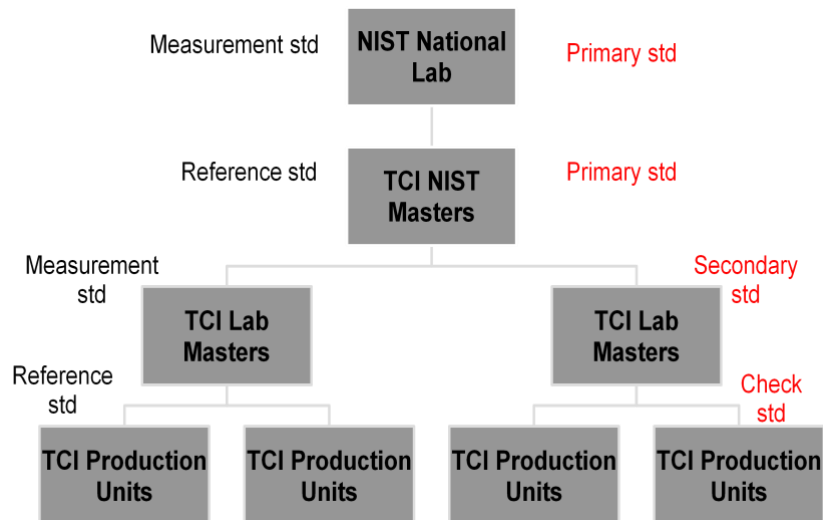 Measurement std
NIST National
Lab
Primary std
Reference std
TCI NIST
Masters
Primary std
Measurement
std
TCI Lab
Masters
TCI Lab
Masters
Secondary
std
Reference
std
Check
std
TCI Production
Units
TCI Production
Units
TCI Production
Units
TCI Production
Units